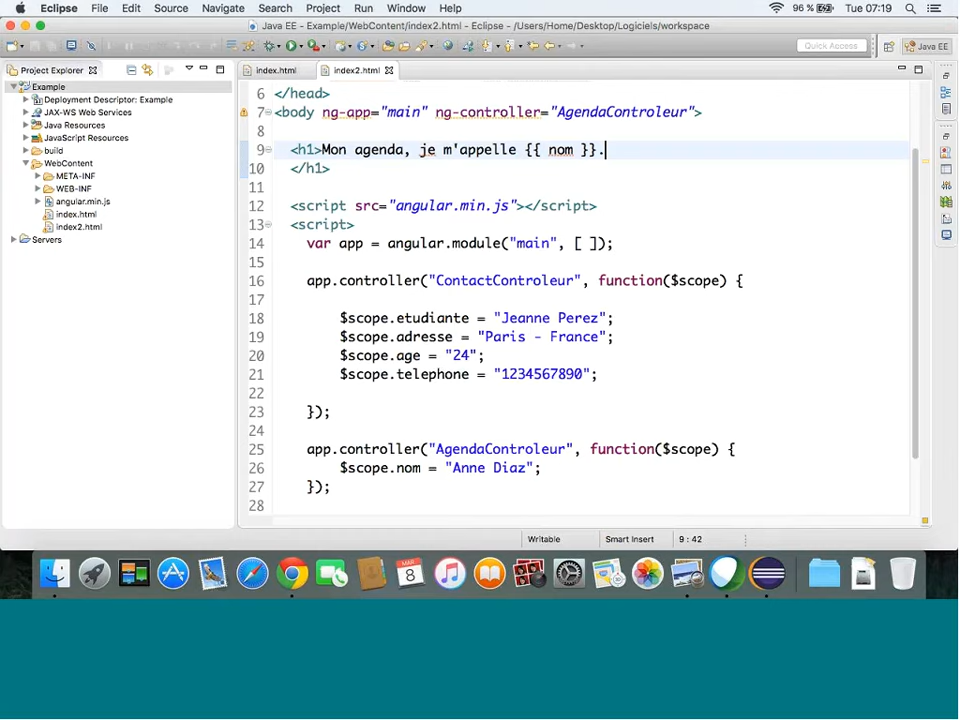 Eclipse File Edit Source Navigate Search Project Run Window Help 96 % Tue 07:19
Java EE - Example/WebContent/index2.html - Eclipse - /Users/Home/Desktop/Logiciels/workspace
Quick Access Java EE
Project Explorer
Example
Deployment Descriptor: Example
JAX-WS Web Services
Java Resources
JavaScript Resources
build
WebContent
META-INF
WEB-INF
angular.min.js
index.html
index2.html
Servers
index.html index2.html
6 </head>
7 <body ng-app="main" ng-controller="AgendaControleur">
8
9 <h1>Mon agenda, je m'appelle {{ nom }}.
10 </h1>
11
12 <script src="angular.min.js"></script>
13 <script>
14 var app = angular.module("main", [ ]);
15
16 app.controller("ContactControleur", function($scope) {
17
18 $scope.etudiante = "Jeanne Perez";
19 $scope.adresse = "Paris - France";
20 $scope.age = "24";
21 $scope.telephone = "1234567890";
22
23 });
24
25 app.controller("AgendaControleur", function($scope) {
26 $scope.nom = "Anne Diaz";
27 });
28
Writable Smart Insert 9 : 42
MAR
8